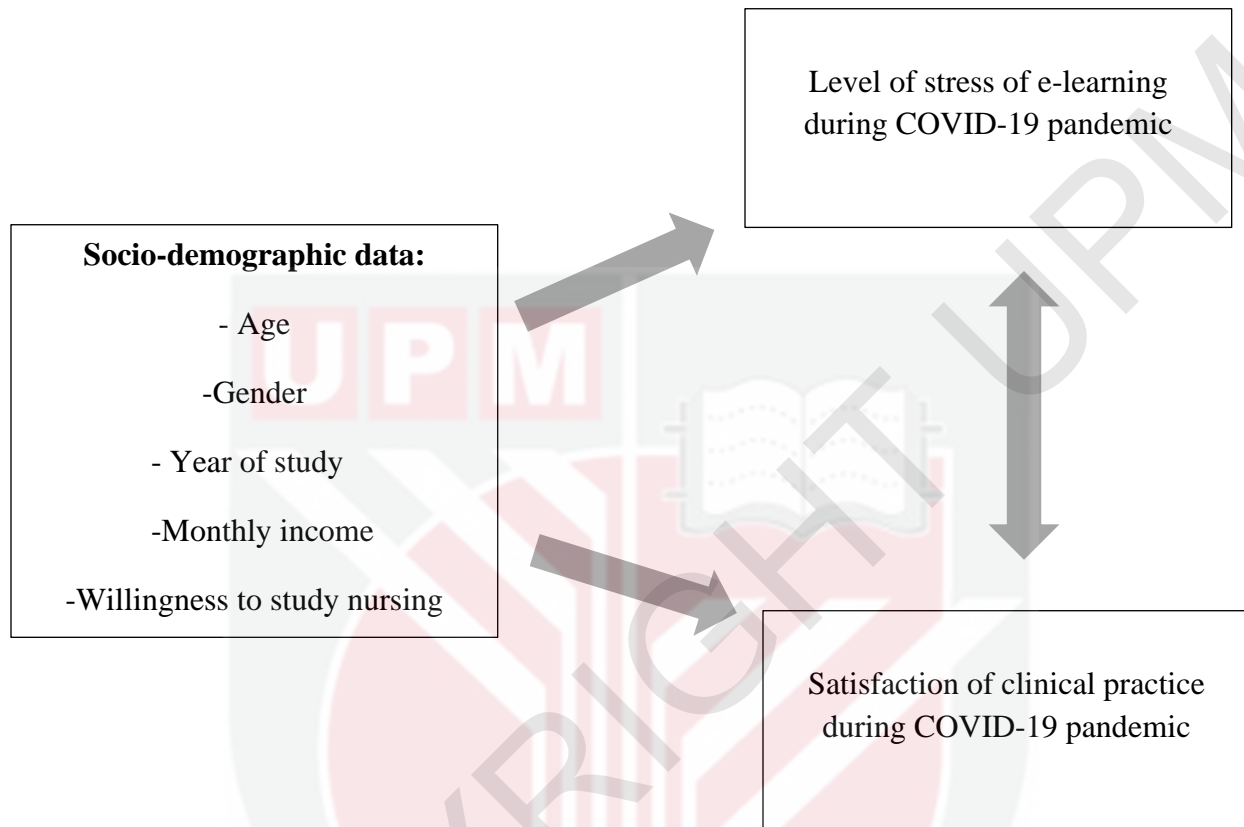 Level of stress of e-learning
during COVID-19 pandemic
Socio-demographic data:
- Age
-Gender
- Year of study
-Monthly income
-Willingness to study nursing
Satisfaction of clinical practice
during COVID-19 pandemic
UPM
YRIGHT UPM